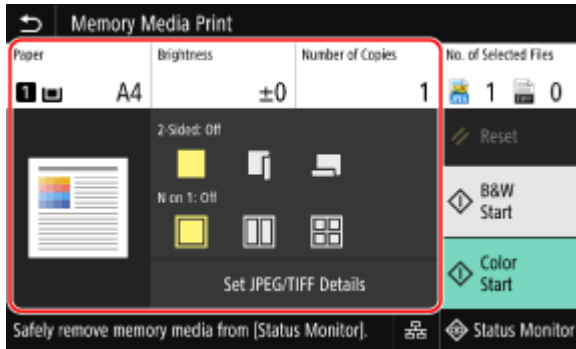 Memory Media Print
Paper
Brightness
Number of Copies
No. of Selected Files
1 A4
±0
1
JPEG 1 0
2-Sided: Off
Reset
N on 1: Off
B&W
Start
Color
Start
Set JPEG/TIFF Details
Safely remove memory media from [Status Monitor].
Status Monitor